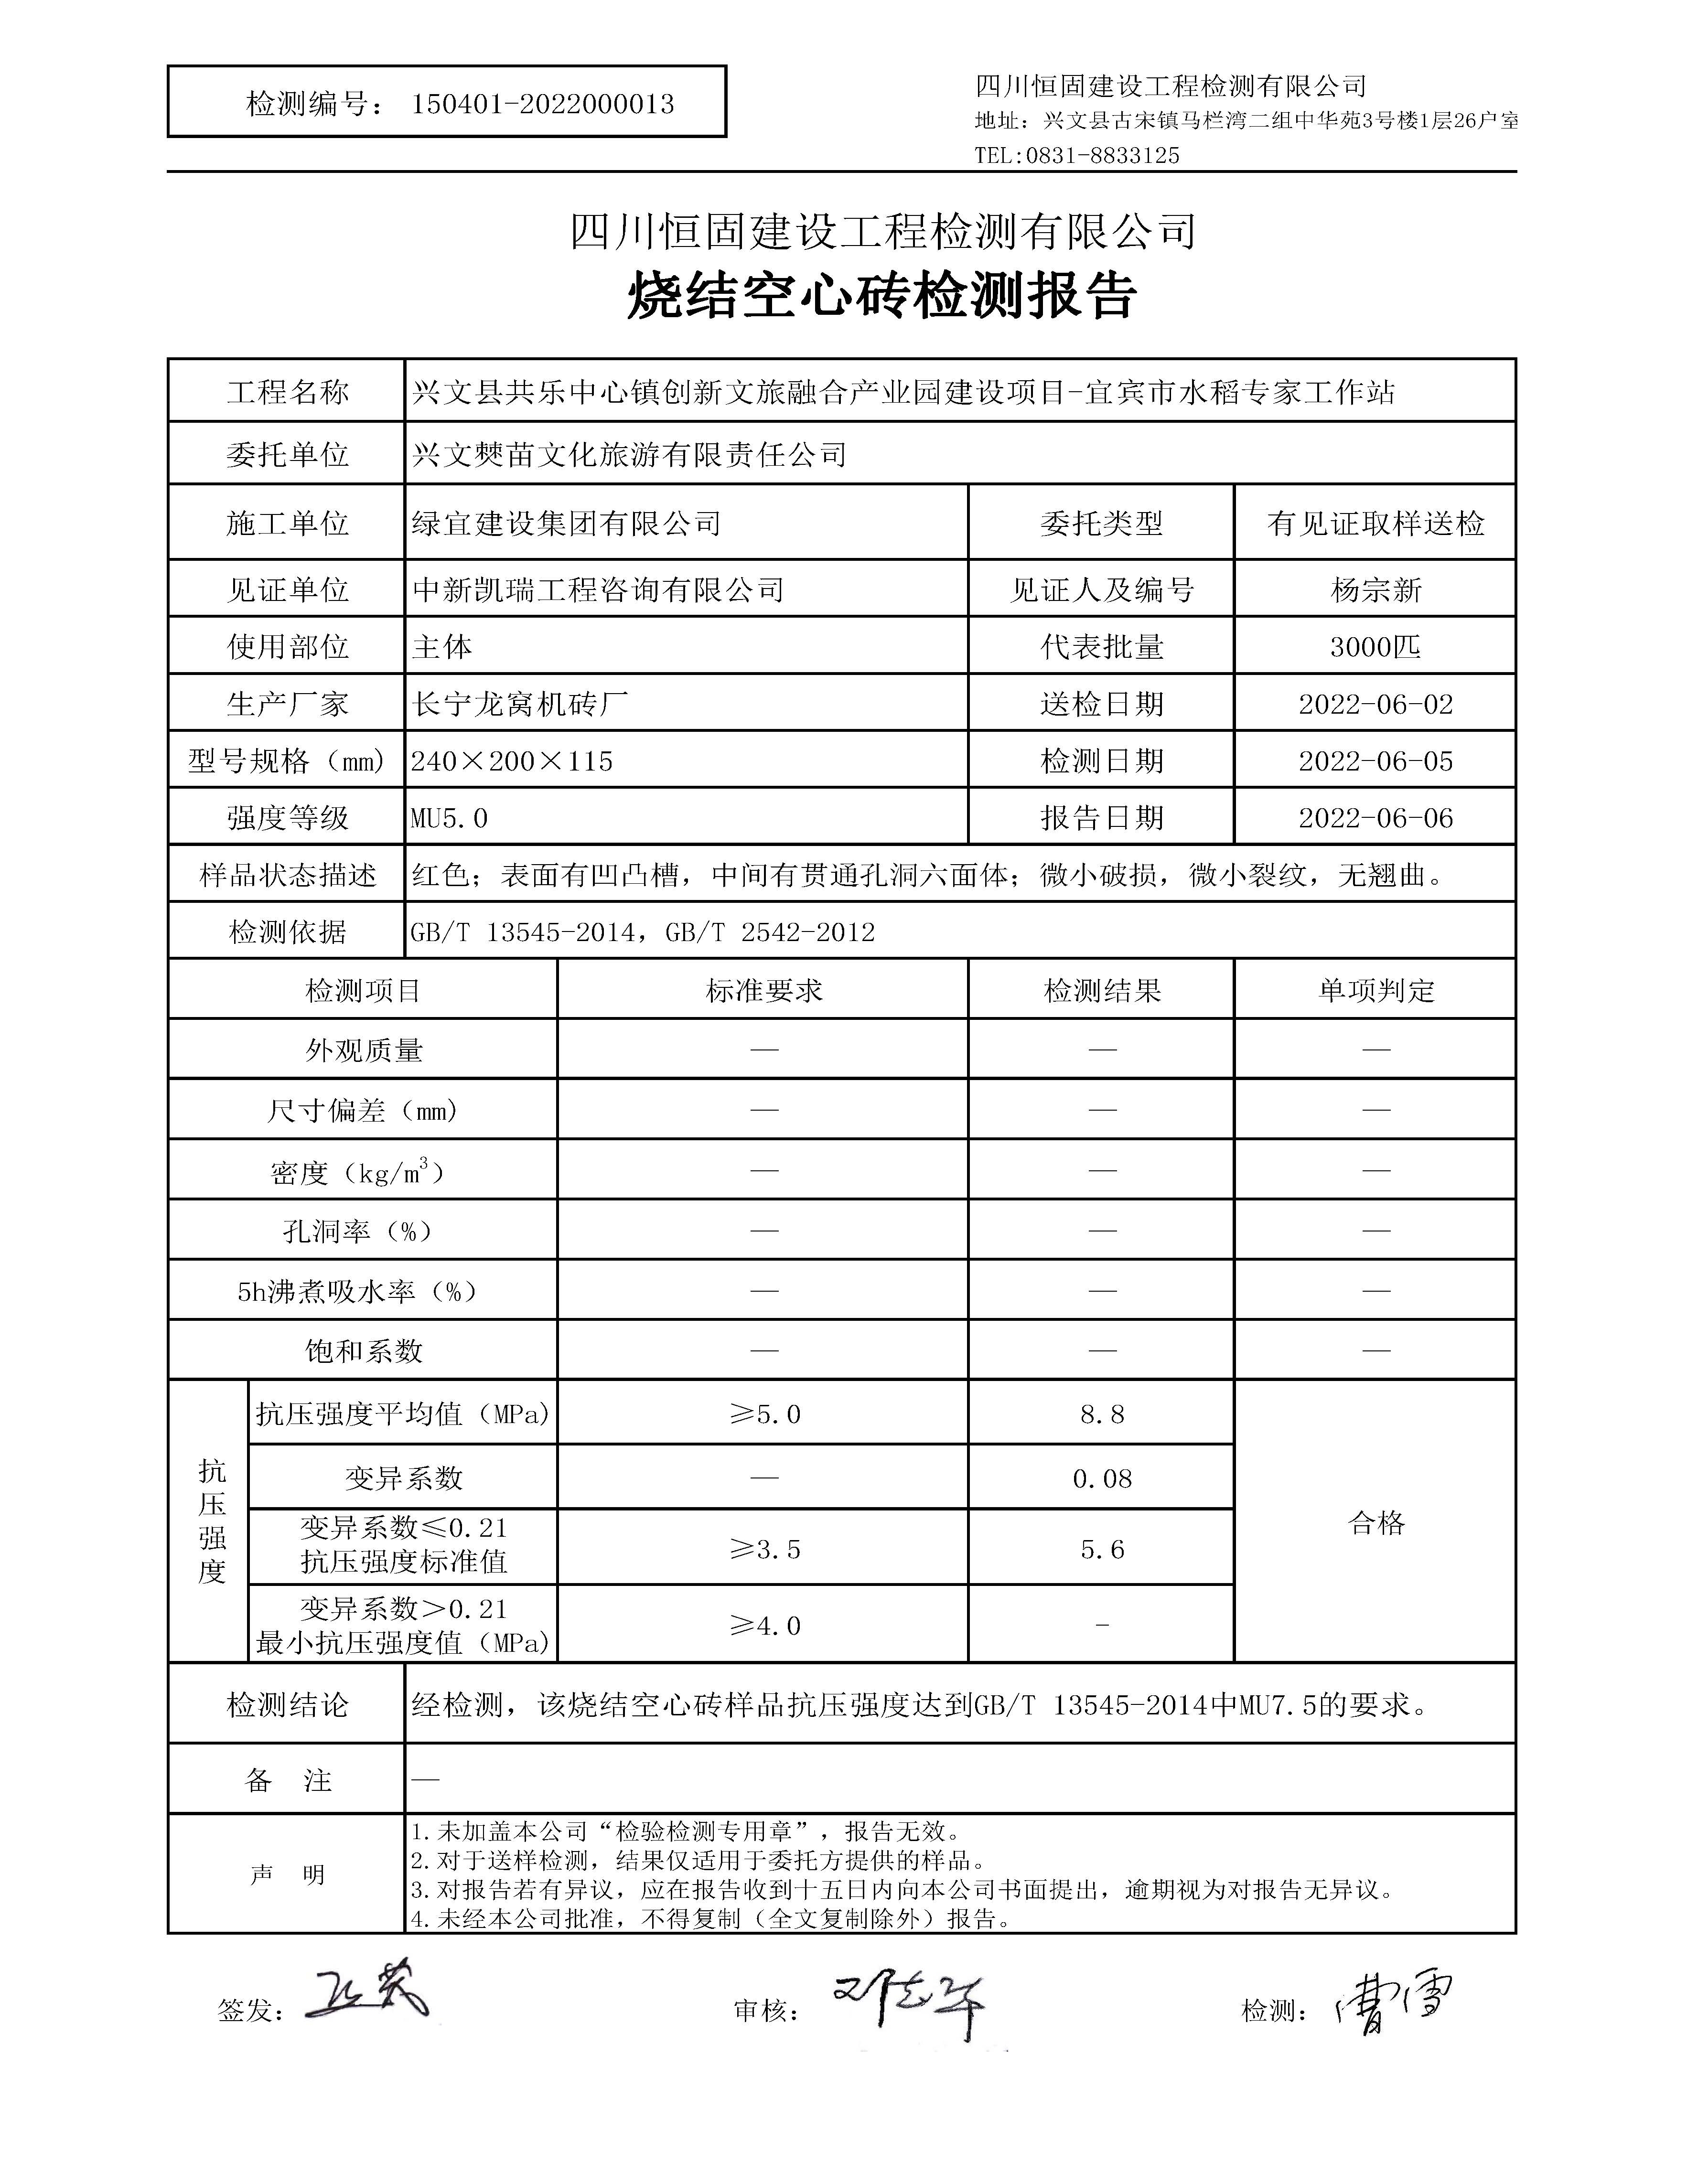 检测编号： 150401-2022000013
四川恒固建设工程检测有限公司
地址：兴文县古宋镇马栏湾二组中华苑3号楼1层26户室
TEL:0831-8833125
四川恒固建设工程检测有限公司
烧结空心砖检测报告
工程名称 兴文县共乐中心镇创新文旅融合产业园建设项目-宜宾市水稻专家工作站
委托单位 兴文僰苗文化旅游有限责任公司
施工单位 绿宜建设集团有限公司 委托类型 有见证取样送检
见证单位 中新凯瑞工程咨询有限公司 见证人及编号 杨宗新
使用部位 主体 代表批量 3000匹
生产厂家 长宁龙窝机砖厂 送检日期 2022-06-02
型号规格（mm) 240×200×115 检测日期 2022-06-05
强度等级 MU5.0 报告日期 2022-06-06
样品状态描述 红色；表面有凹凸槽，中间有贯通孔洞六面体；微小破损，微小裂纹，无翘曲。
检测依据 GB/T 13545-2014，GB/T 2542-2012
检测项目 标准要求 检测结果 单项判定
外观质量 — — —
尺寸偏差（mm) — — —
密度（kg/m³） — — —
孔洞率（%） — — —
5h沸煮吸水率（%） — — —
饱和系数 — — —
抗压强度
抗压强度平均值（MPa) ≥5.0 8.8
变异系数 — 0.08
变异系数≤0.21
抗压强度标准值 ≥3.5 5.6
合格
变异系数＞0.21
最小抗压强度值（MPa) ≥4.0 -
检测结论 经检测，该烧结空心砖样品抗压强度达到GB/T 13545-2014中MU7.5的要求。
备 注 —
声 明
1.未加盖本公司“检验检测专用章”，报告无效。
2.对于送样检测，结果仅适用于委托方提供的样品。
3.对报告若有异议，应在报告收到十五日内向本公司书面提出，逾期视为对报告无异议。
4.未经本公司批准，不得复制（全文复制除外）报告。
签发： 审核： 检测：曹雪